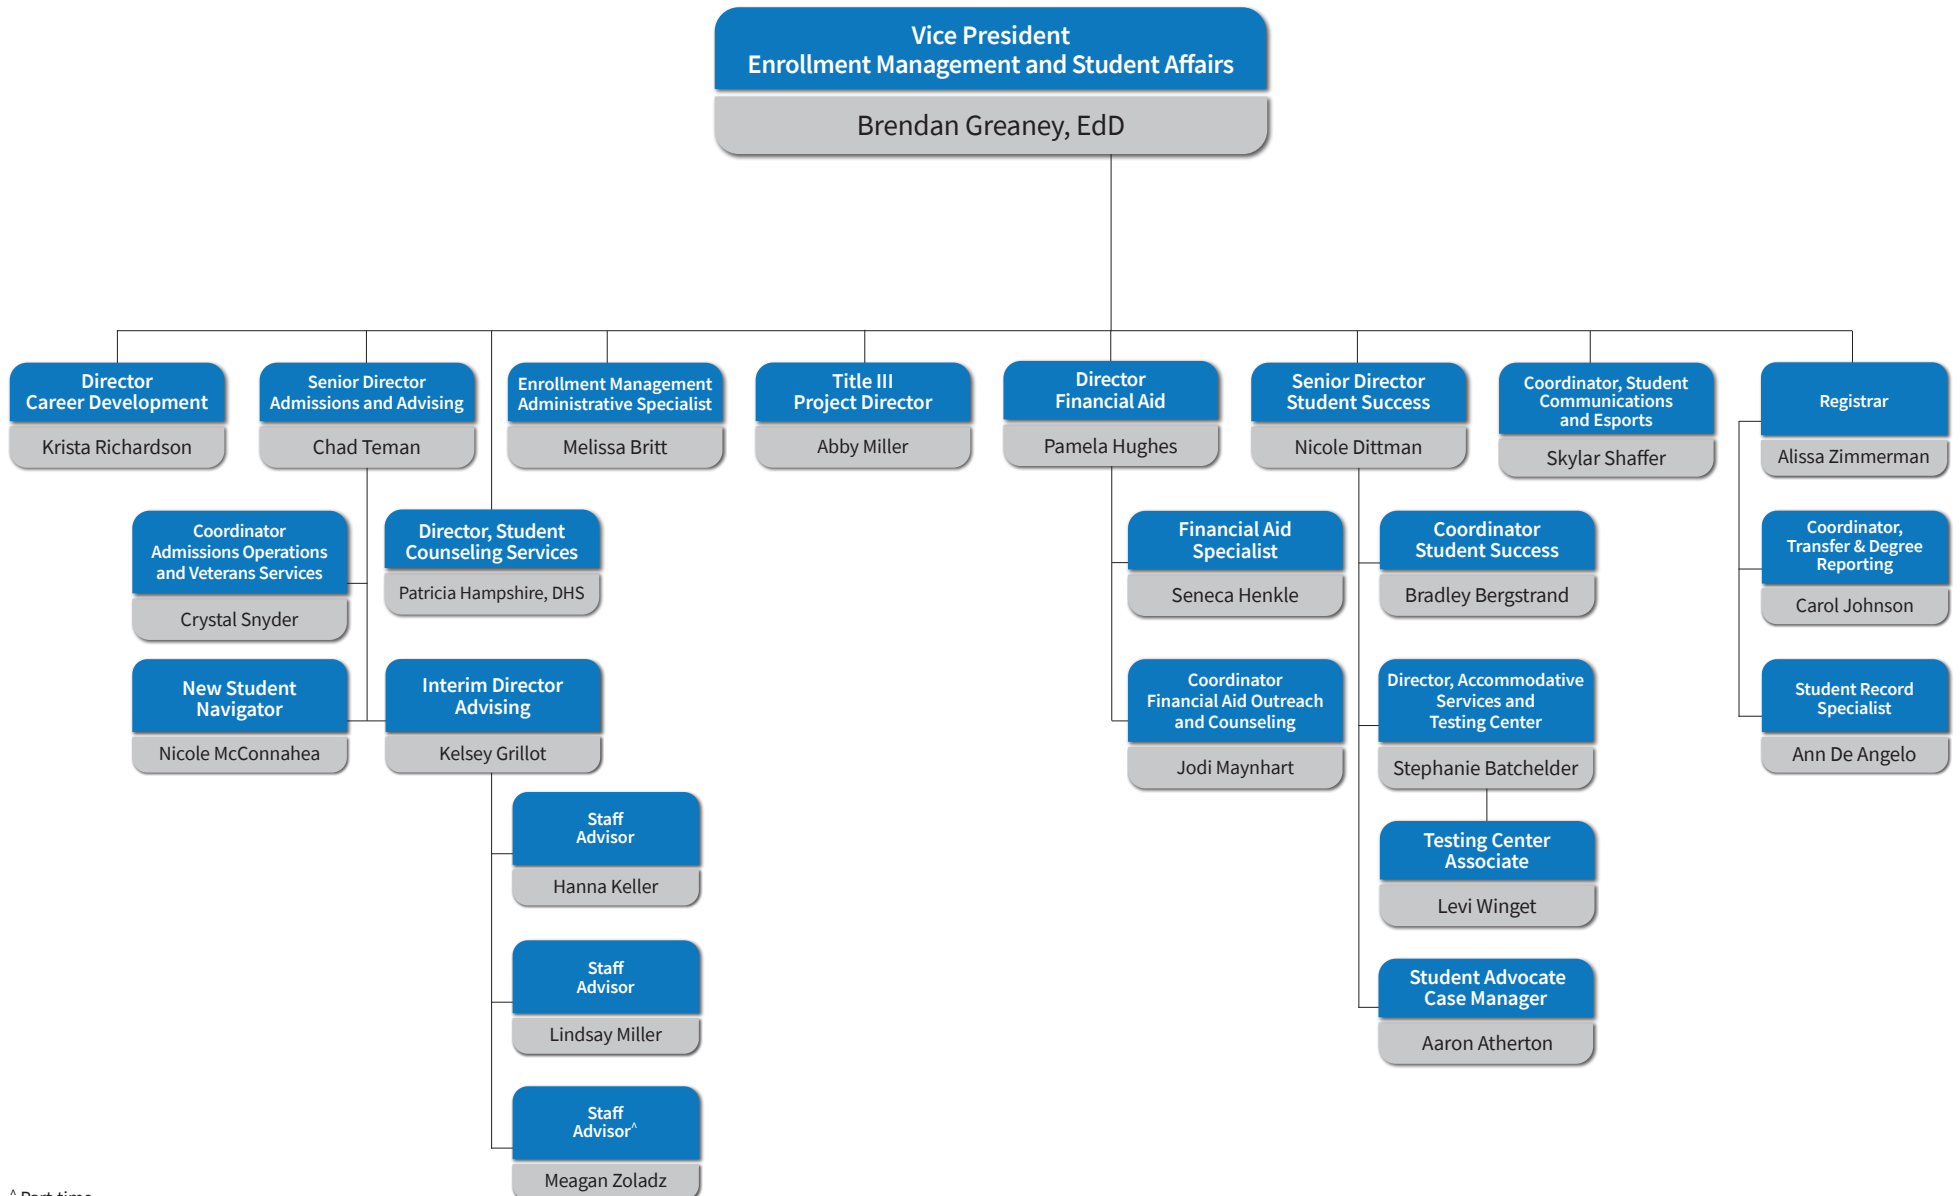 Vice President
Enrollment Management and Student Affairs
Brendan Greaney, EdD
Director
Career Development
Krista Richardson
Senior Director
Admissions and Advising
Chad Teman
Enrollment Management
Administrative Specialist
Melissa Britt
Title III
Project Director
Abby Miller
Director
Financial Aid
Pamela Hughes
Senior Director
Student Success
Nicole Dittman
Coordinator, Student
Communications
and Esports
Skylar Shaffer
Registrar
Alissa Zimmerman
Coordinator
Admissions Operations
and Veterans Services
Crystal Snyder
Director, Student
Counseling Services
Patricia Hampshire, DHS
Financial Aid
Specialist
Seneca Henkle
Coordinator
Student Success
Bradley Bergstrand
Coordinator,
Transfer & Degree
Reporting
Carol Johnson
New Student
Navigator
Nicole McConnahea
Interim Director
Advising
Kelsey Grillot
Coordinator
Financial Aid Outreach
and Counseling
Jodi Maynhart
Director, Accommodative
Services and
Testing Center
Stephanie Batchelder
Student Record
Specialist
Ann De Angelo
Staff
Advisor
Hanna Keller
Testing Center
Associate
Levi Winget
Staff
Advisor
Lindsay Miller
Student Advocate
Case Manager
Aaron Atherton
Staff
Advisor^
Meagan Zoladz
^ Part-time